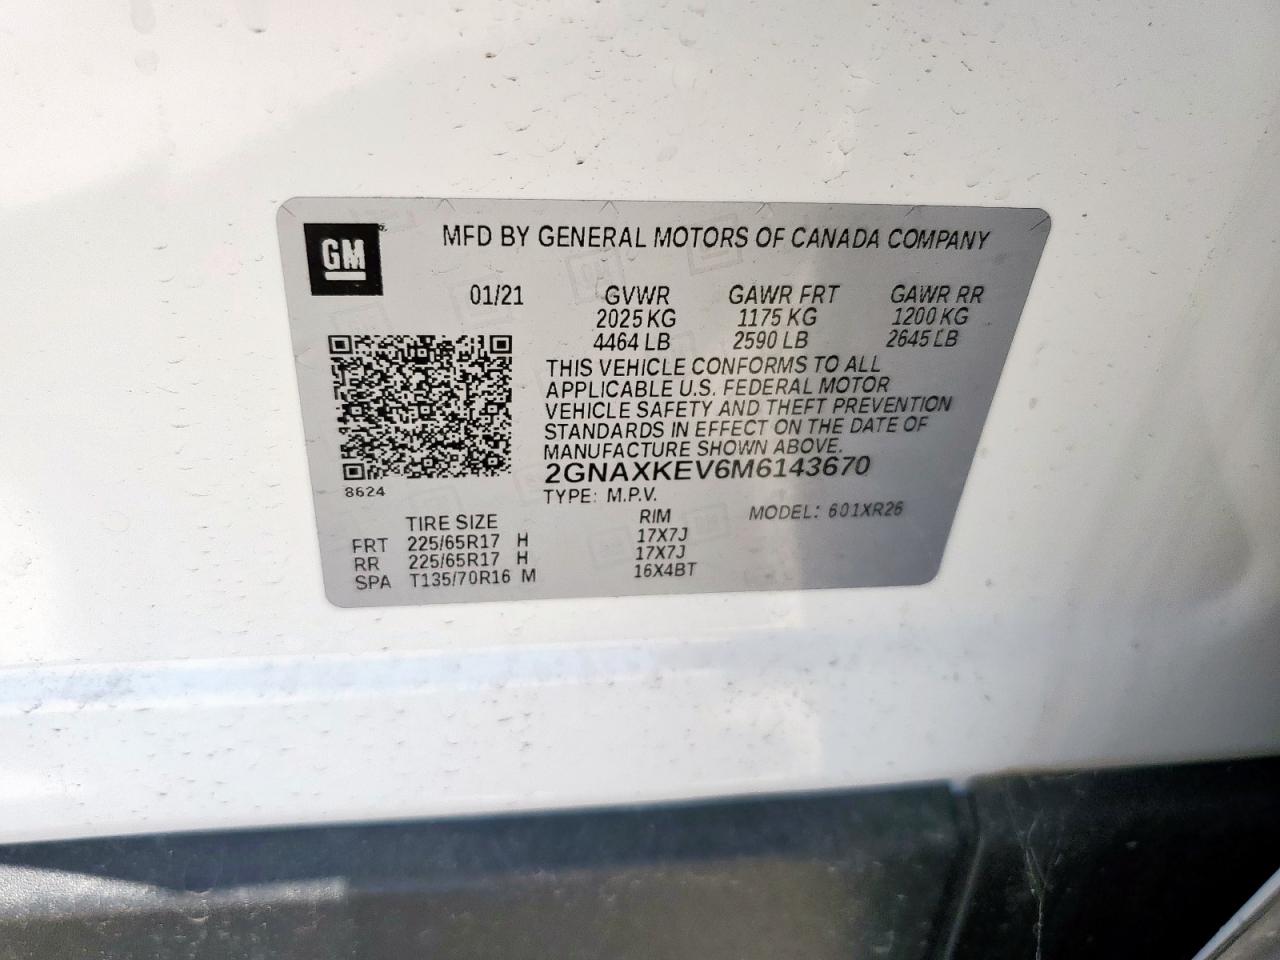 GM
MFD BY GENERAL MOTORS OF CANADA COMPANY
01/21 GVWR GAWR FRT GAWR RR
2025 KG 1175 KG 1200 KG
4464 LB 2590 LB 2645 LB
THIS VEHICLE CONFORMS TO ALL
APPLICABLE U.S. FEDERAL MOTOR
VEHICLE SAFETY AND THEFT PREVENTION
STANDARDS IN EFFECT ON THE DATE OF
MANUFACTURE SHOWN ABOVE.
2GNAXKEV6M6143670
8624
TYPE: M.P.V. MODEL: 601XR26
TIRE SIZE RIM
FRT 225/65R17 H 17X7J
RR 225/65R17 H 17X7J
SPA T135/70R16 M 16X4BT